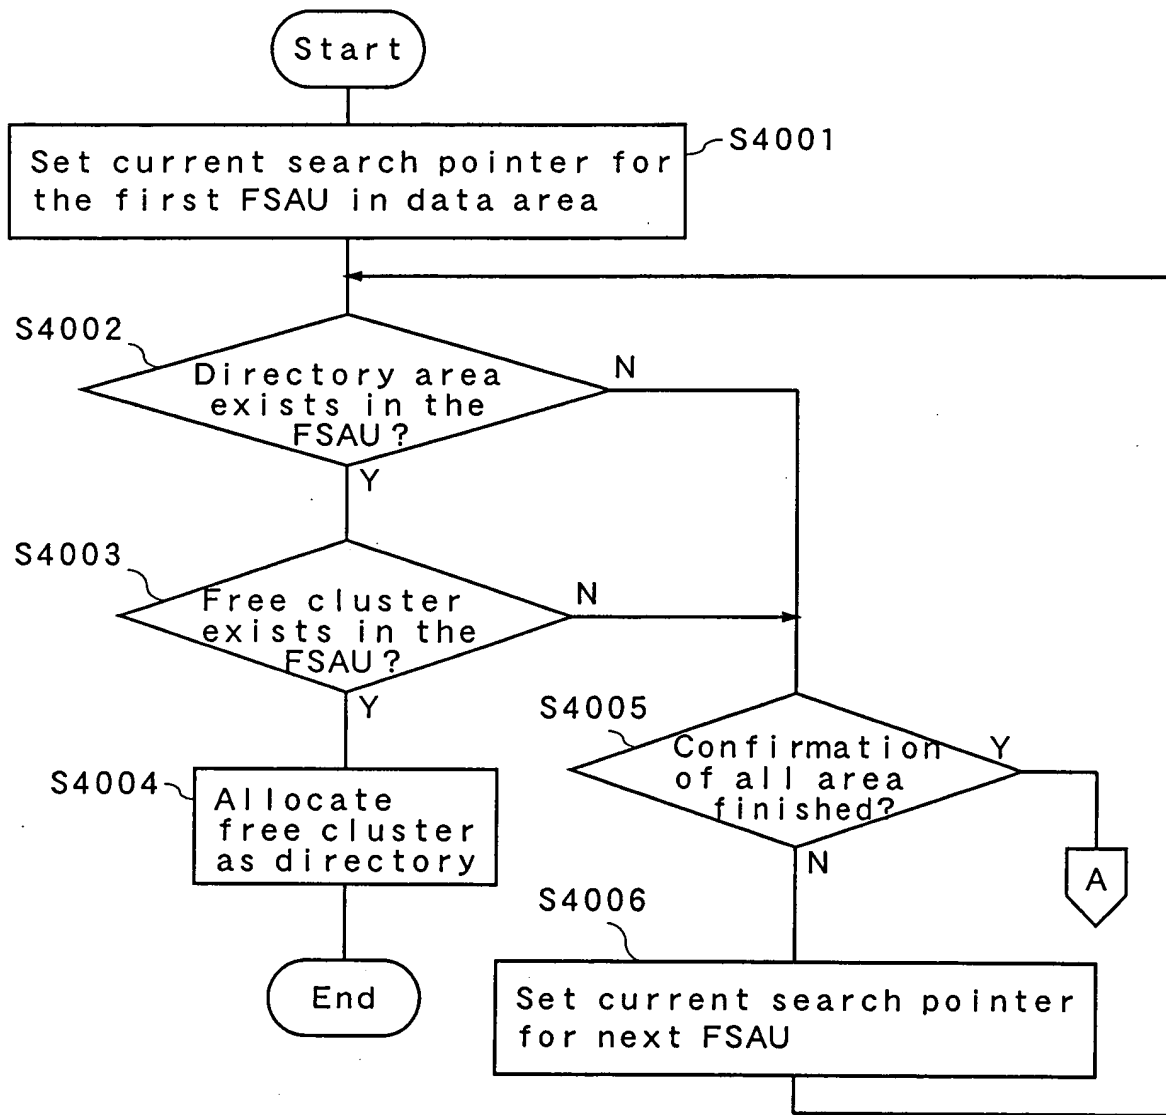 Start
S4001
Set current search pointer for
the first FSAU in data area
S4002
Directory area
exists in the
FSAU?
N
Y
S4003
Free cluster
exists in the
FSAU?
N
Y
S4004
Allocate
free cluster
as directory
End
S4005
Confirmation
of all area
finished?
Y
N
A
S4006
Set current search pointer
for next FSAU